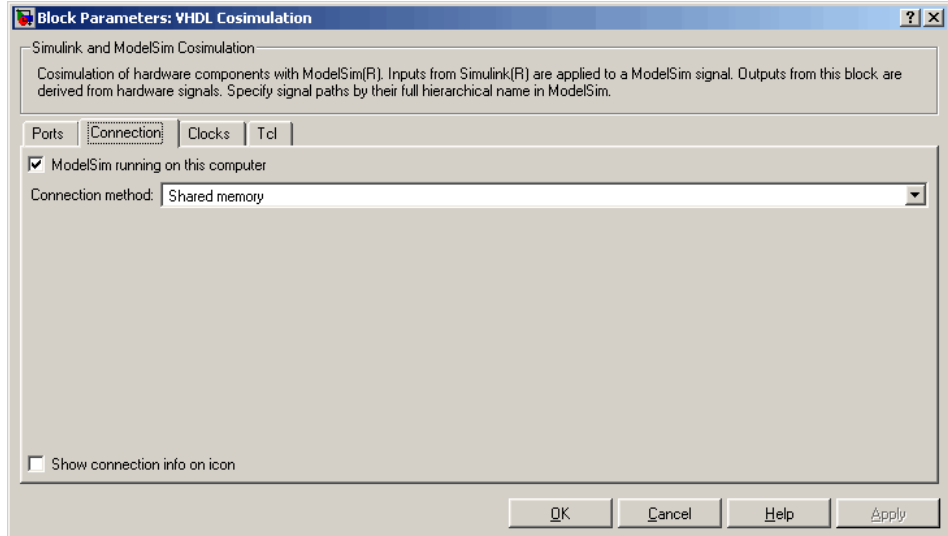 Block Parameters: VHDL Cosimulation
Simulink and ModelSim Cosimulation
Cosimulation of hardware components with ModelSim(R). Inputs from Simulink(R) are applied to a ModelSim signal. Outputs from this block are
derived from hardware signals. Specify signal paths by their full hierarchical name in ModelSim.
Ports Connection Clocks Tcl
ModelSim running on this computer
Connection method: Shared memory
Show connection info on icon
OK Cancel Help Apply